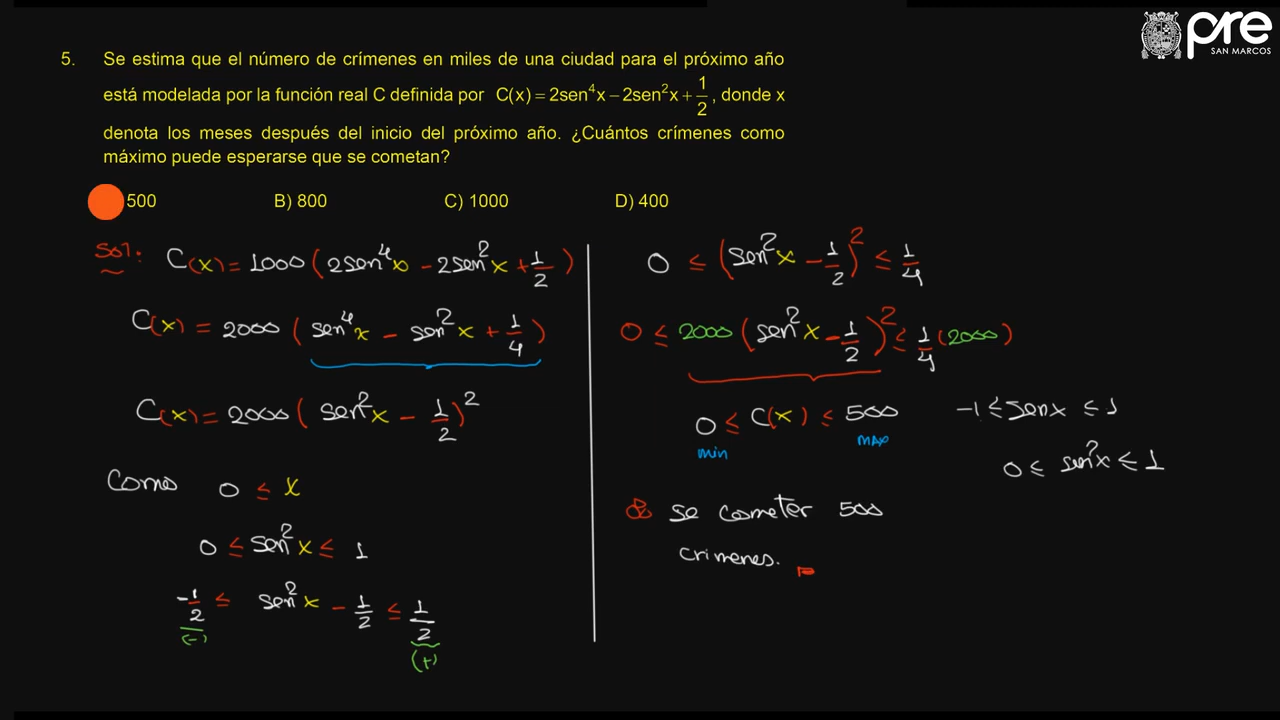 pre
SAN MARCOS
5. Se estima que el número de crímenes en miles de una ciudad para el próximo año
está modelada por la función real C definida por C(x) = 2sen⁴x − 2sen²x + 1/2, donde x
denota los meses después del inicio del próximo año. ¿Cuántos crímenes como
máximo puede esperarse que se cometan?
500 B) 800 C) 1000 D) 400
Sol:
C(x) = 1000 (2sen⁴x − 2sen²x + 1/2)
C(x) = 2000 (sen⁴x − sen²x + 1/4)
C(x) = 2000 (sen²x − 1/2)²
Como 0 ≤ x
0 ≤ sen²x ≤ 1
-1/2 ≤ sen²x − 1/2 ≤ 1/2
(-) (+)
0 ≤ (sen²x − 1/2)² ≤ 1/4
0 ≤ 2000 (sen²x − 1/2)² ≤ 1/4 (2000)
0 ≤ C(x) ≤ 500
min max
-1 ≤ sen x ≤ 1
0 ≤ sen²x ≤ 1
se cometer 500
crimenes.